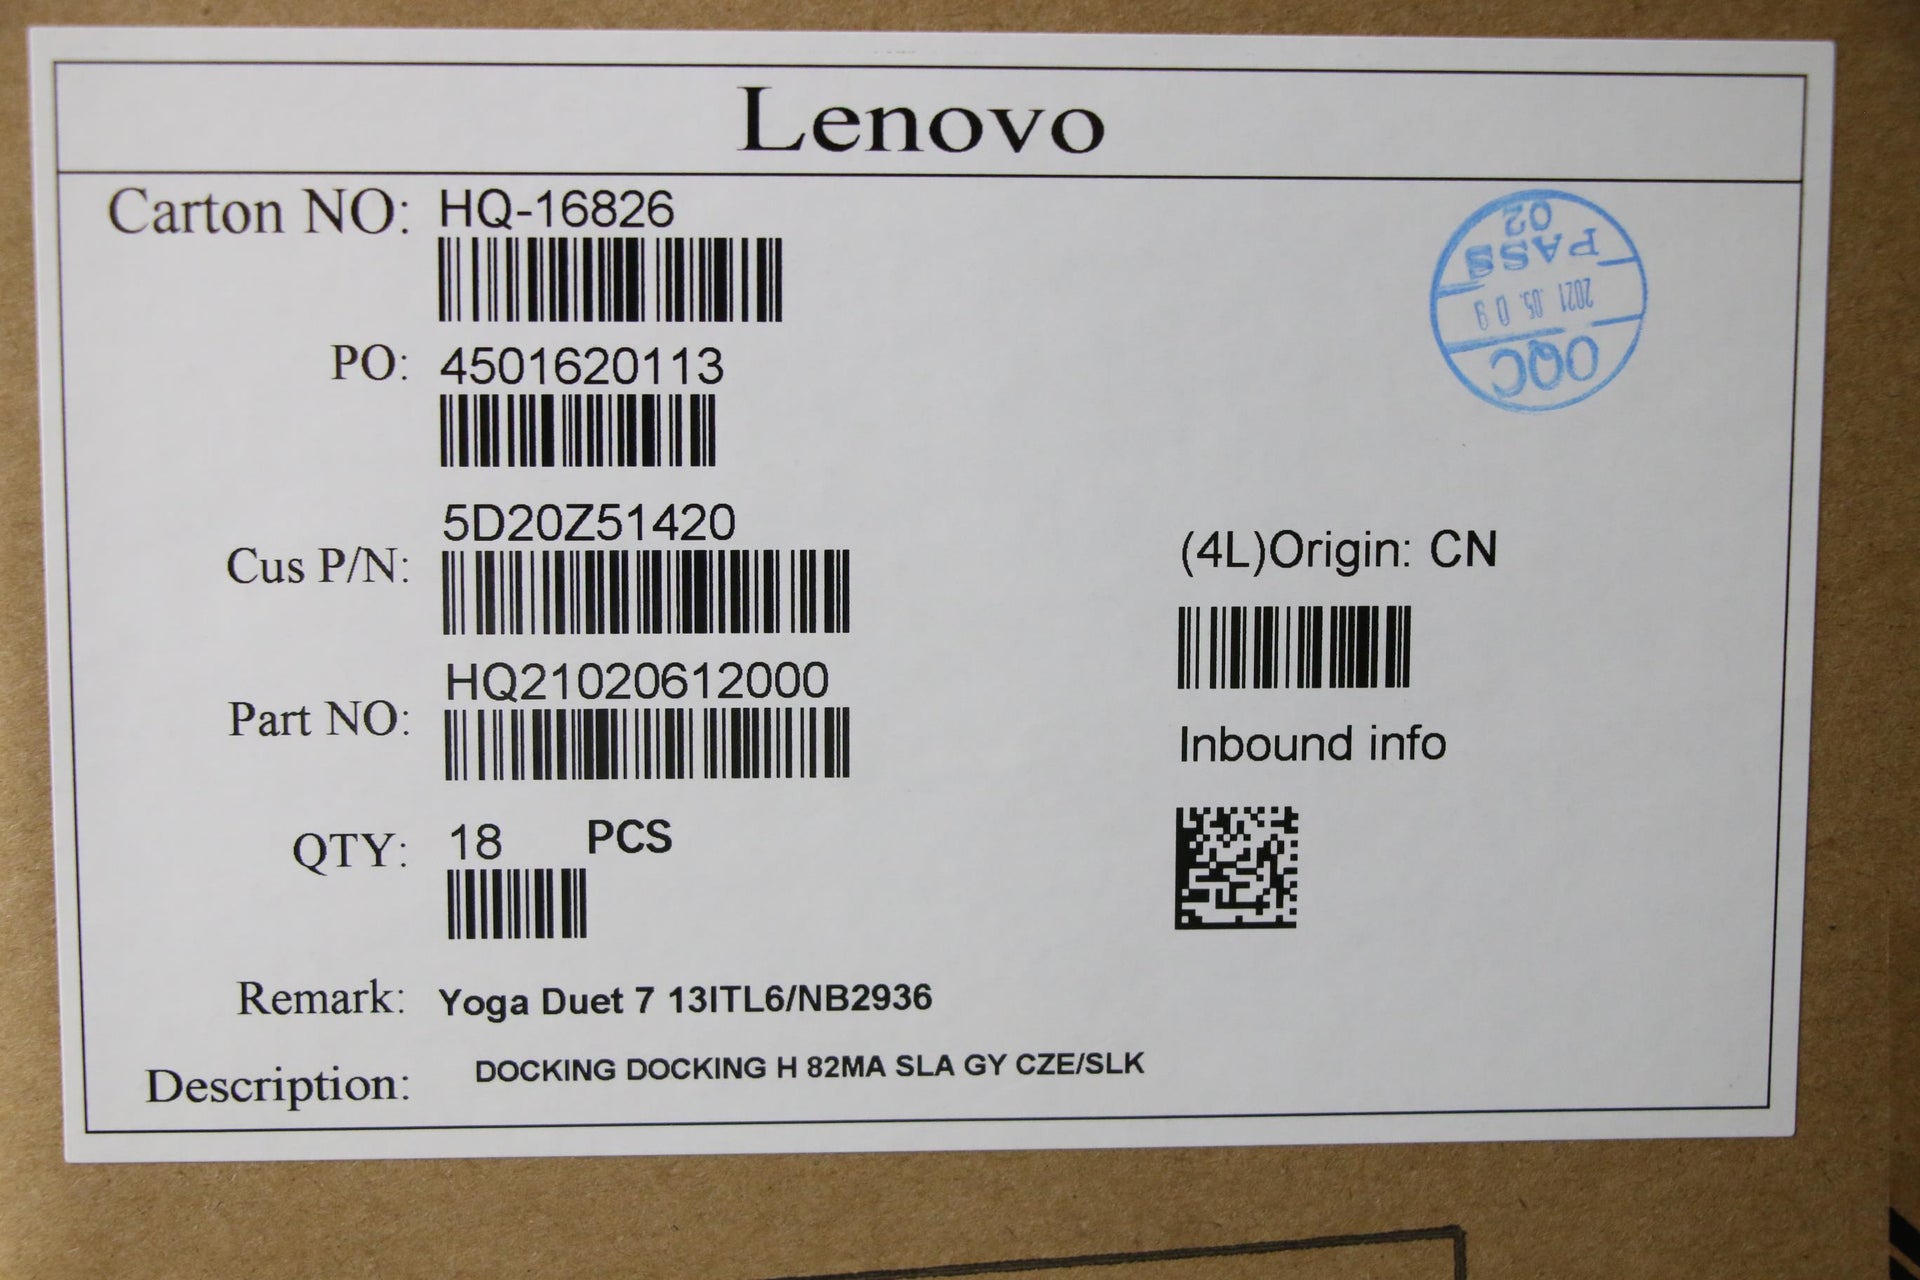 Lenovo
Carton NO: HQ-16826
PO: 4501620113
Cus P/N: 5D20Z51420
Part NO: HQ21020612000
QTY: 18 PCS
Remark: Yoga Duet 7 13ITL6/NB2936
Description: DOCKING DOCKING H 82MA SLA GY CZE/SLK
OQC
2021.05.09
PASS
02
(4L)Origin: CN
Inbound info